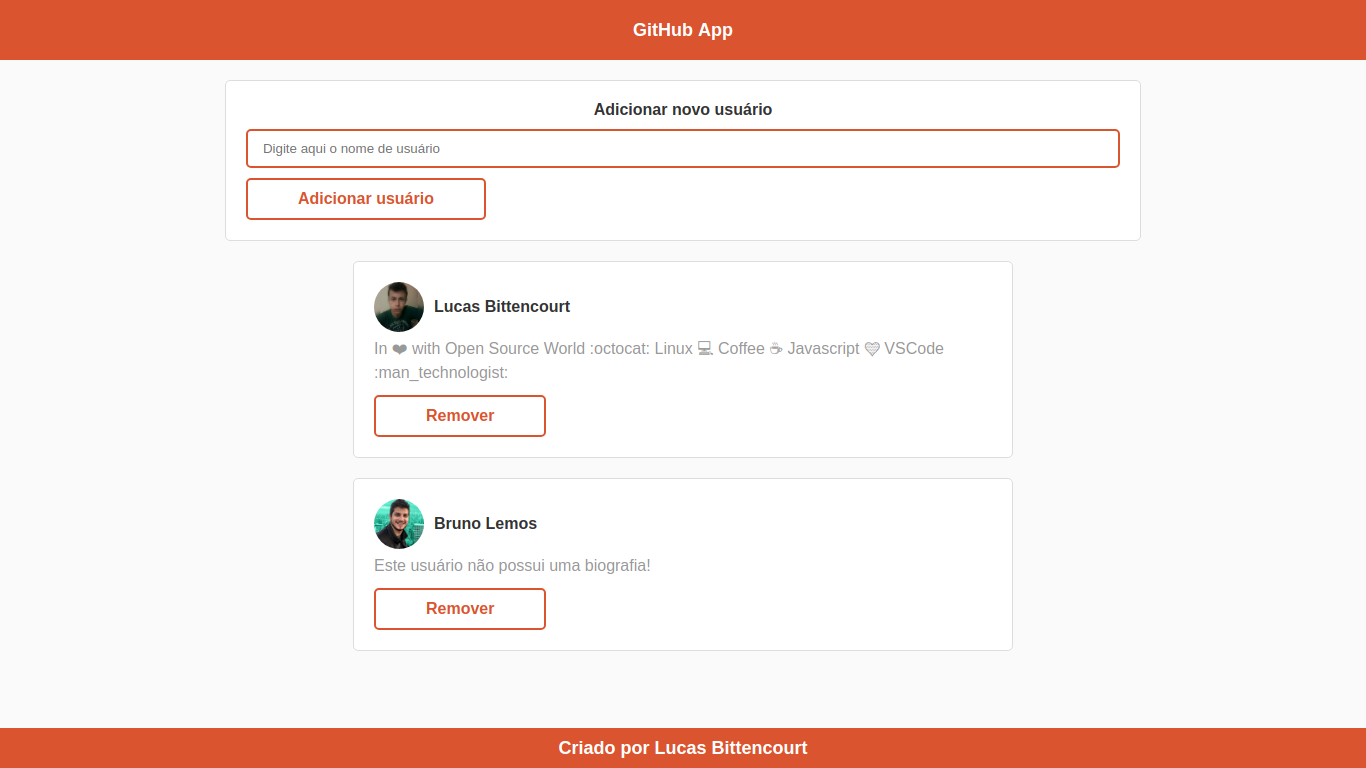 GitHub App
Adicionar novo usuário
Digite aqui o nome de usuário
Adicionar usuário
Lucas Bittencourt
In ❤ with Open Source World :octocat: Linux 💻 Coffee ☕ Javascript 💛 VSCode
:man_technologist:
Remover
Bruno Lemos
Este usuário não possui uma biografia!
Remover
Criado por Lucas Bittencourt